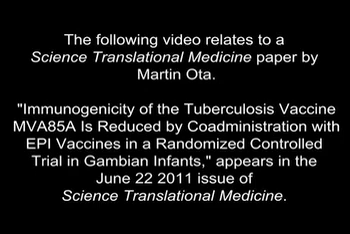 The following video relates to a
Science Translational Medicine paper by
Martin Ota.
"Immunogenicity of the Tuberculosis Vaccine
MVA85A Is Reduced by Coadministration with
EPI Vaccines in a Randomized Controlled
Trial in Gambian Infants," appears in the
June 22 2011 issue of
Science Translational Medicine.